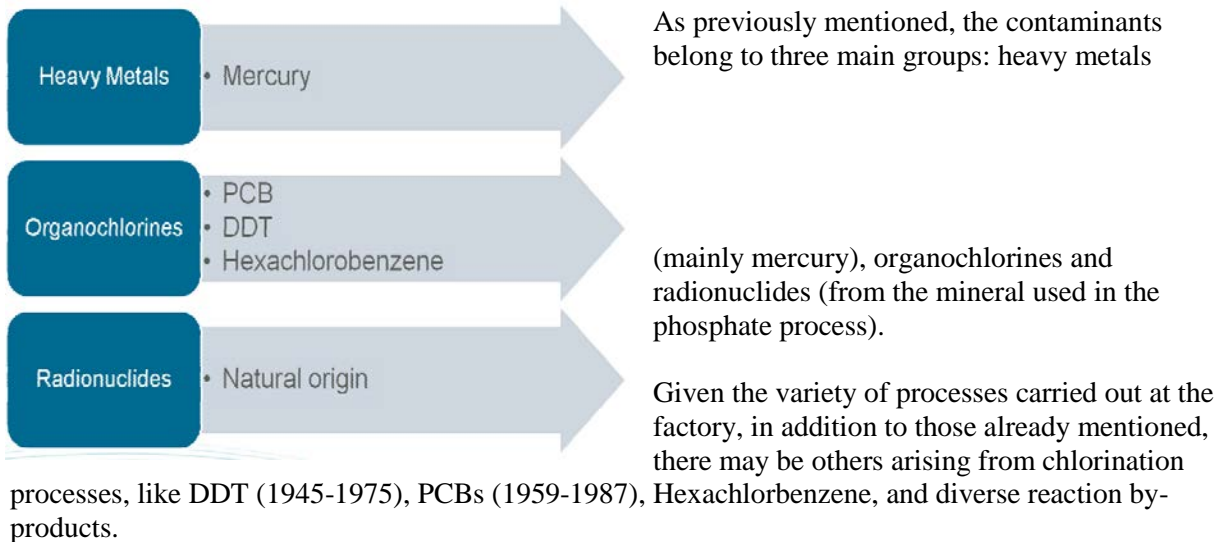 Heavy Metals
• Mercury
Organochlorines
• PCB
• DDT
• Hexachlorobenzene
Radionuclides
• Natural origin
As previously mentioned, the contaminants
belong to three main groups: heavy metals
(mainly mercury), organochlorines and
radionuclides (from the mineral used in the
phosphate process).
Given the variety of processes carried out at the
factory, in addition to those already mentioned,
there may be others arising from chlorination
processes, like DDT (1945-1975), PCBs (1959-1987), Hexachlorbenzene, and diverse reaction by-
products.